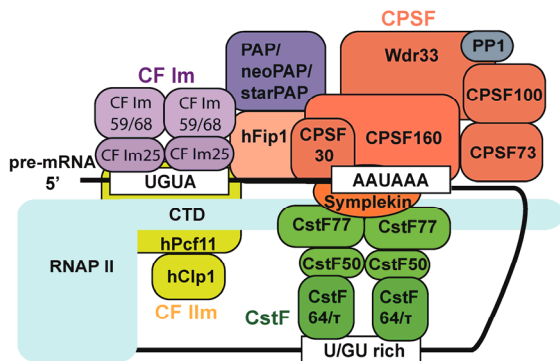 CPSF
PAP/
neoPAP/
starPAP
Wdr33
PP1
CF Im
CF Im
59/68
CF Im
59/68
CPSF100
hFip1
CPSF
30
CPSF160
CF Im25
CF Im25
CPSF73
pre-mRNA
5’
UGUA
AAUAAA
Symplekin
CTD
CstF77
CstF77
hPcf11
RNAP II
hClp1
CstF50
CstF50
CF IIm
CstF
CstF
64/τ
CstF
64/τ
U/GU rich